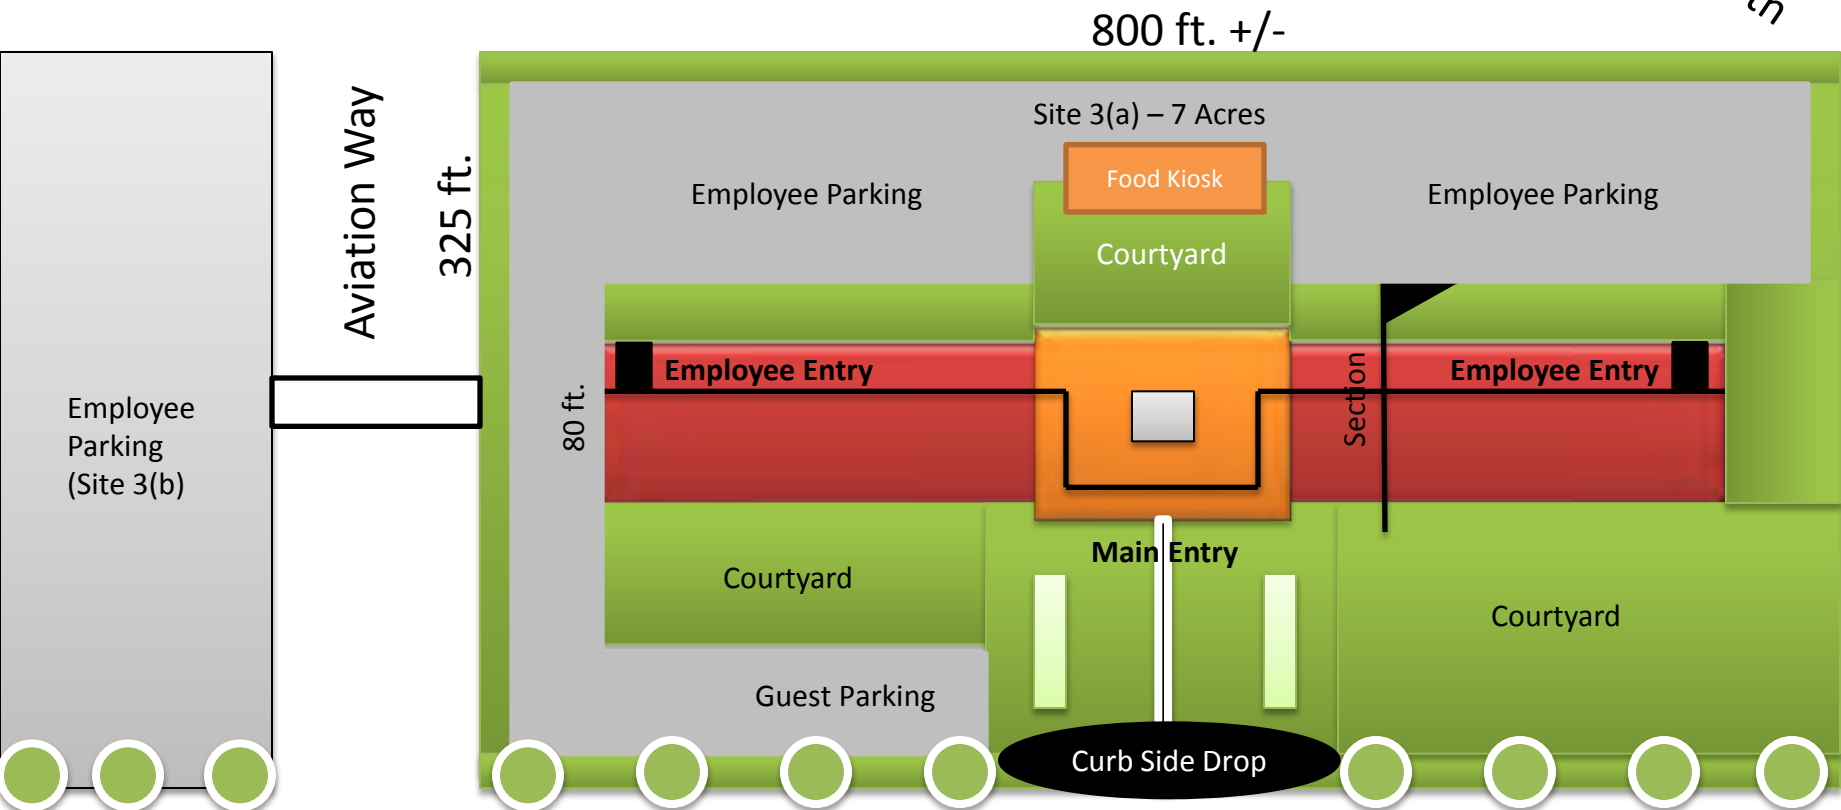 800 ft. +/-
Aviation Way
325 ft.
Site 3(a) – 7 Acres
Food Kiosk
Employee Parking
Employee Parking
Courtyard
Employee Entry
Employee Entry
Section
80 ft.
Employee
Parking
(Site 3(b)
Main Entry
Courtyard
Courtyard
Guest Parking
Curb Side Drop